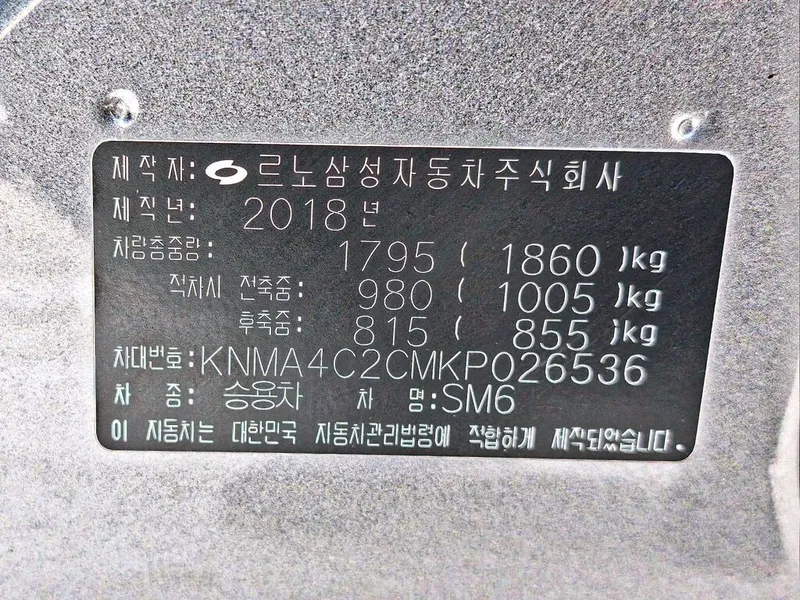 제 작 자: 르노삼성자동차주식회사
제 작 년: 2018년
차량총중량: 1795 ( 1860 )kg
적차시 전축중: 980 ( 1005 )kg
후축중: 815 ( 855 )kg
차대번호: KNMA4C2CMKP026536
차 종: 승용차 차 명: SM6
이 자동차는 대한민국 자동차관리법령에 적합하게 제작되었습니다.